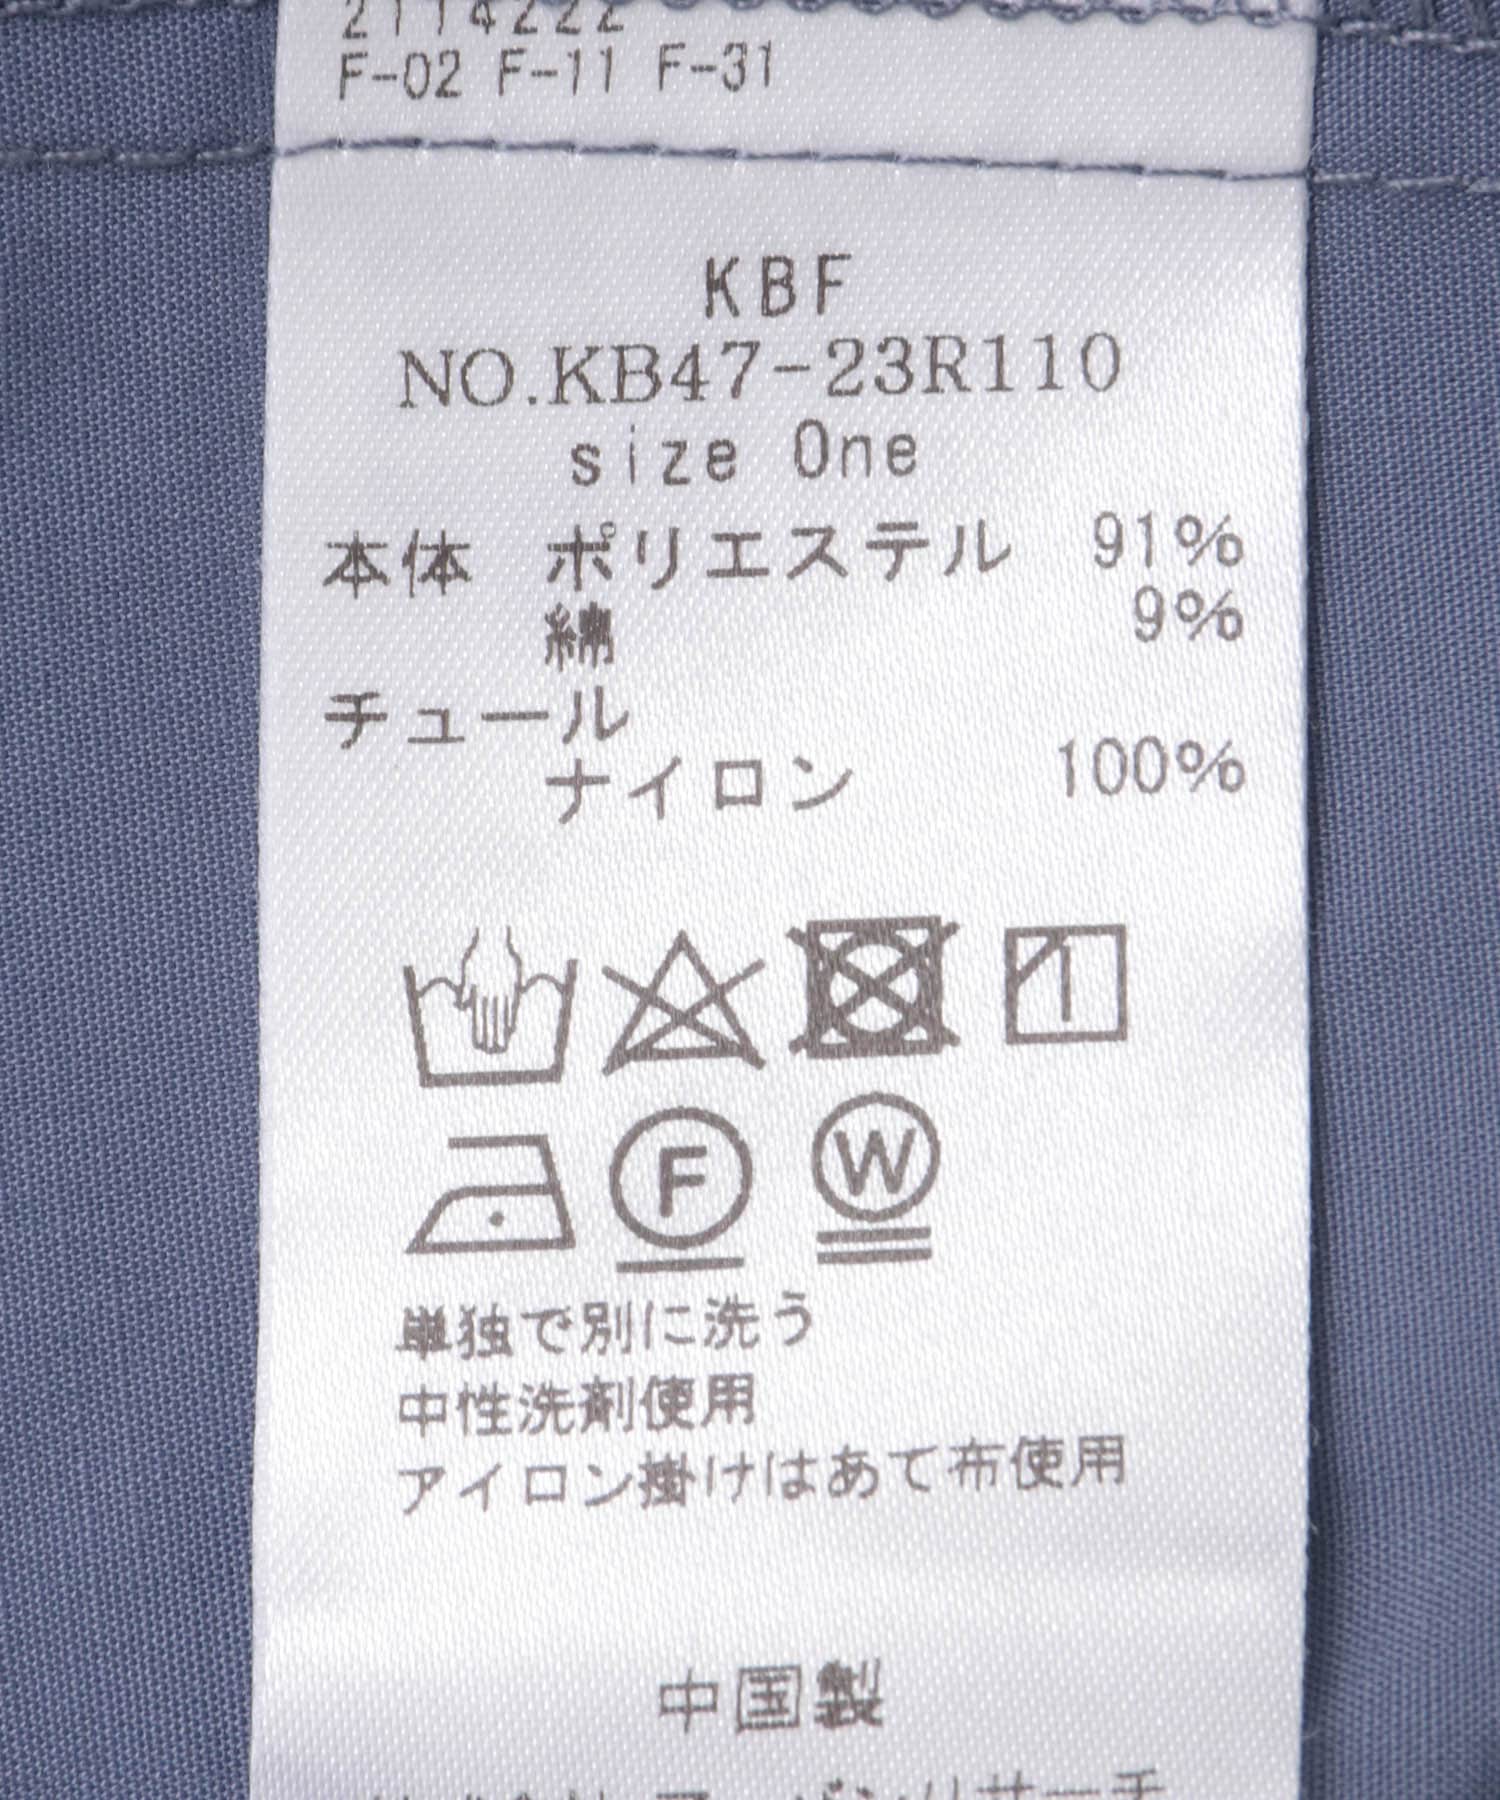 2114222
F-02 F-11 F-31
KBF
NO.KB47-23R110
size One
本体 ポリエステル 91%
綿 9%
チュール
ナイロン 100%
F W
単独で別に洗う
中性洗剤使用
アイロン掛けはあて布使用
中国製